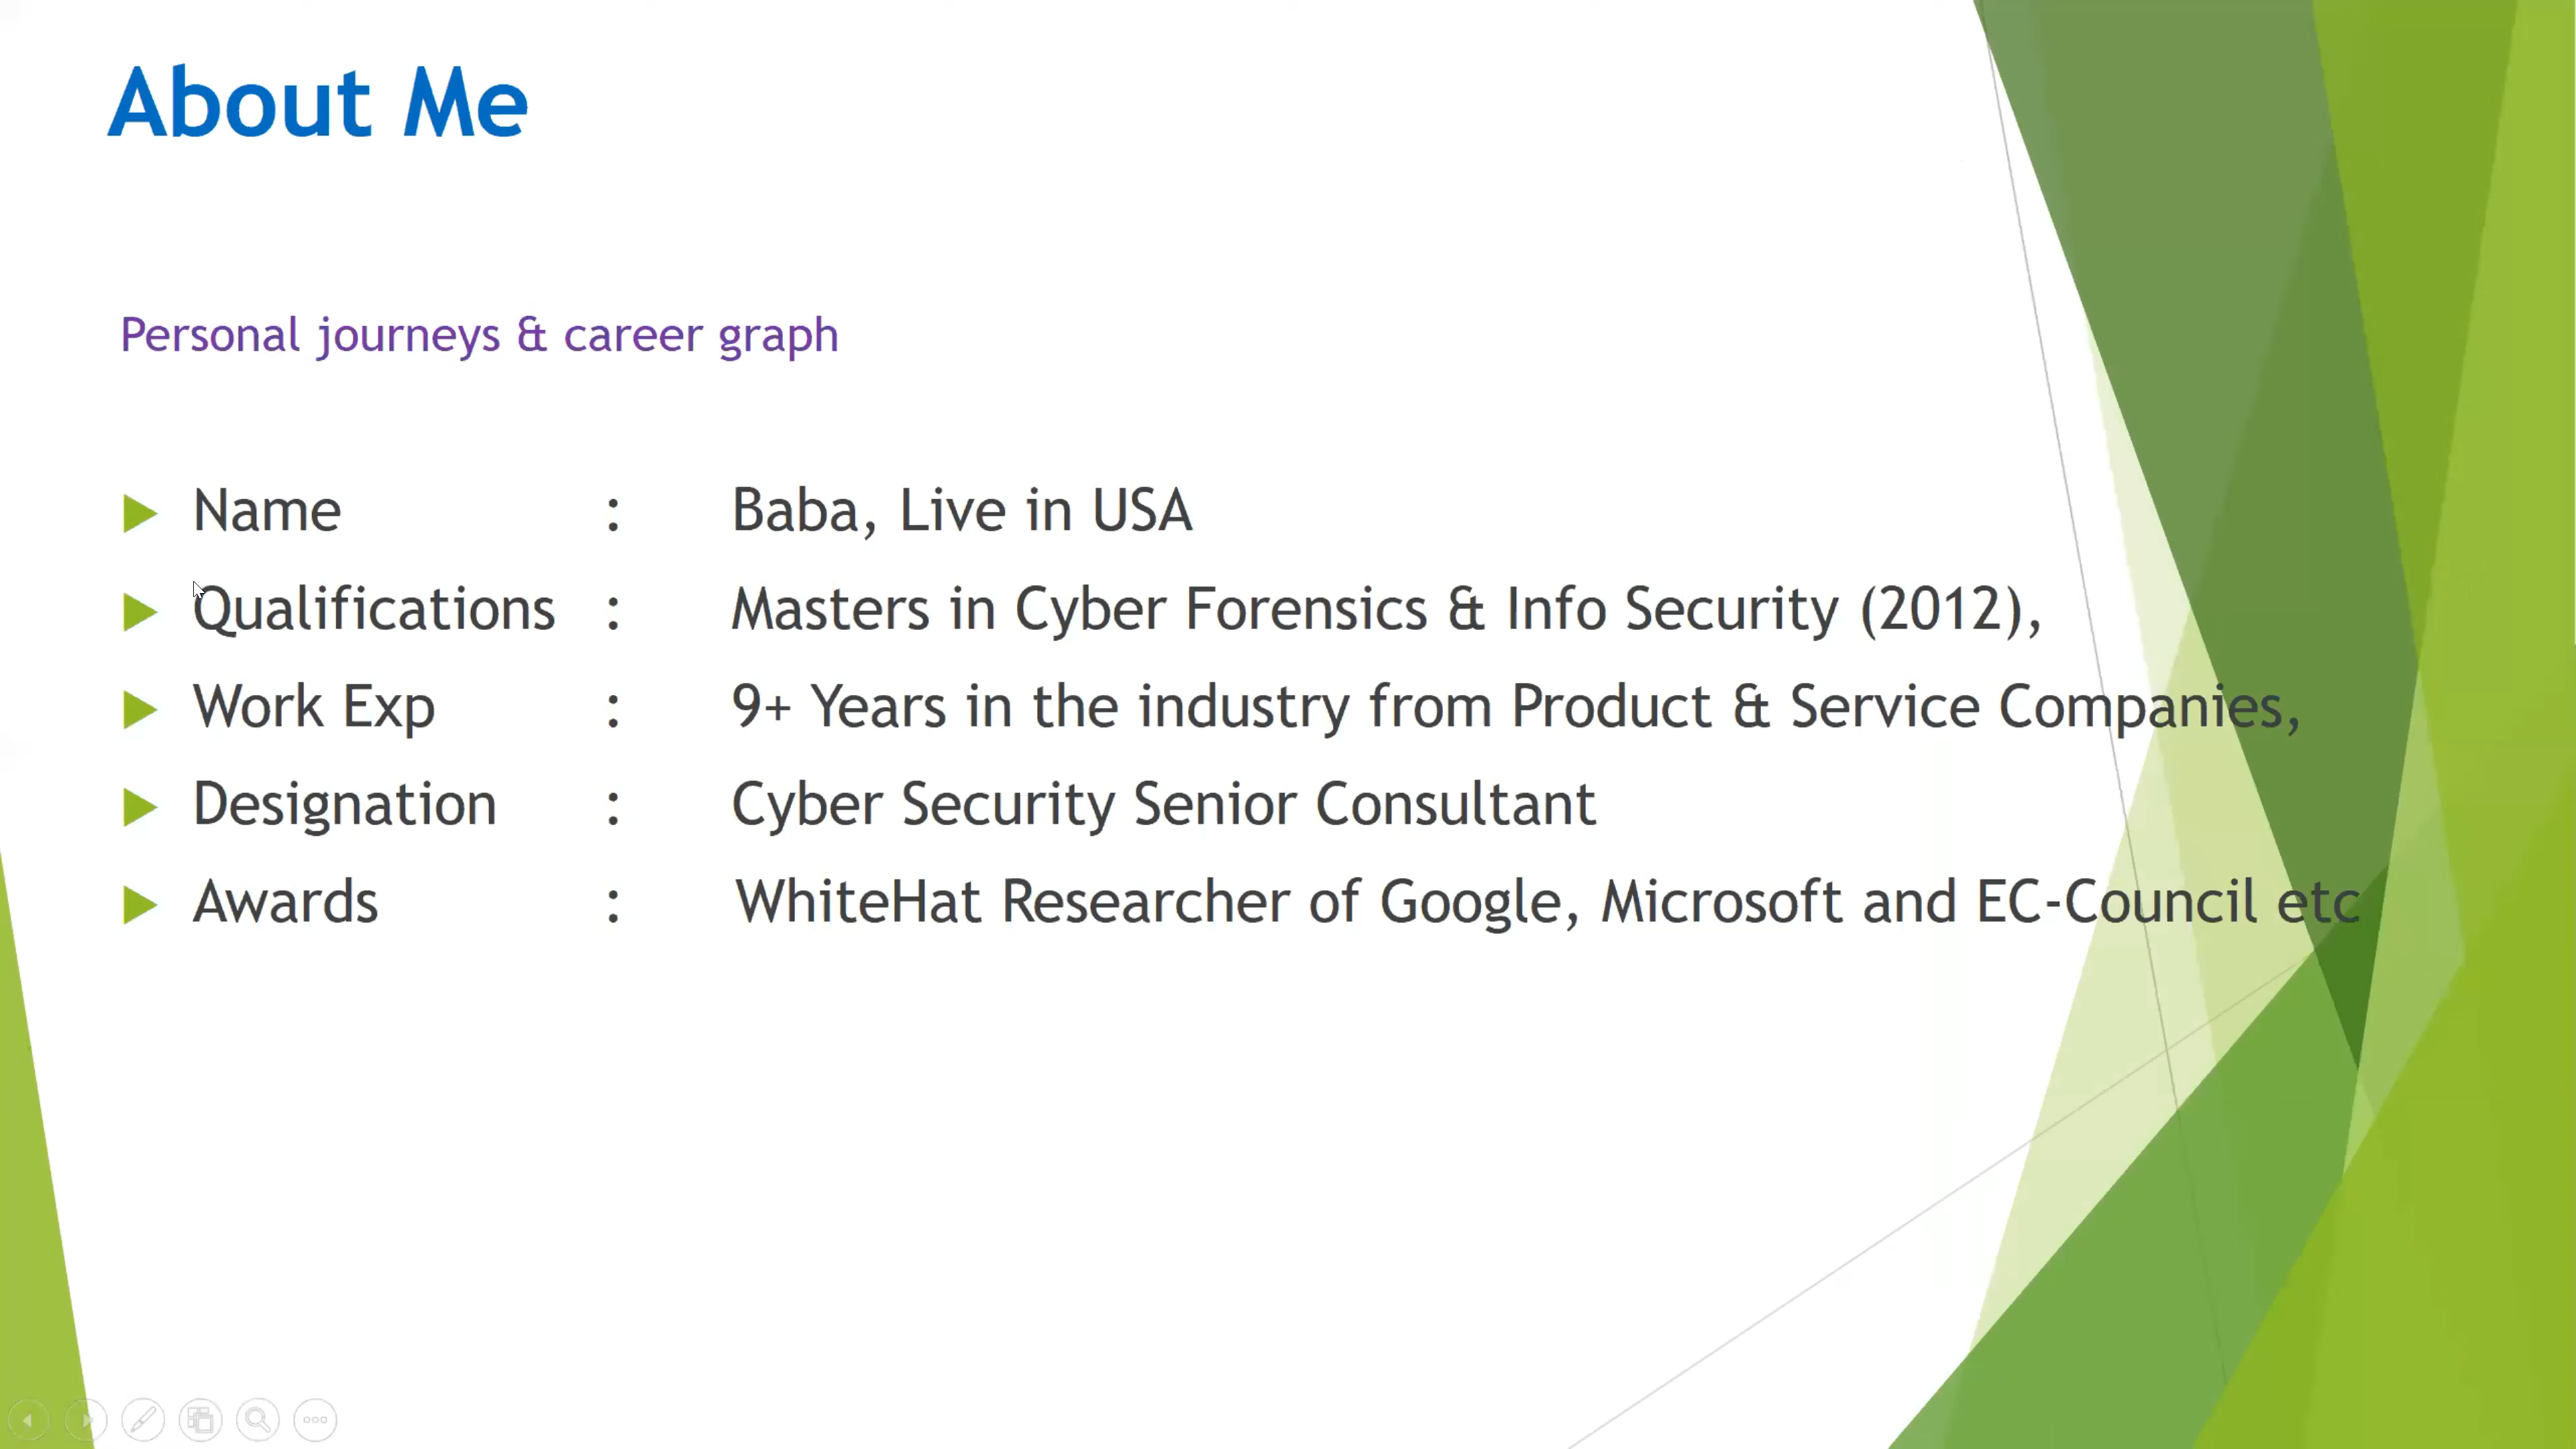 About Me
Personal journeys & career graph
Name : Baba, Live in USA
Qualifications : Masters in Cyber Forensics & Info Security (2012),
Work Exp : 9+ Years in the industry from Product & Service Companies,
Designation : Cyber Security Senior Consultant
Awards : WhiteHat Researcher of Google, Microsoft and EC-Council etc